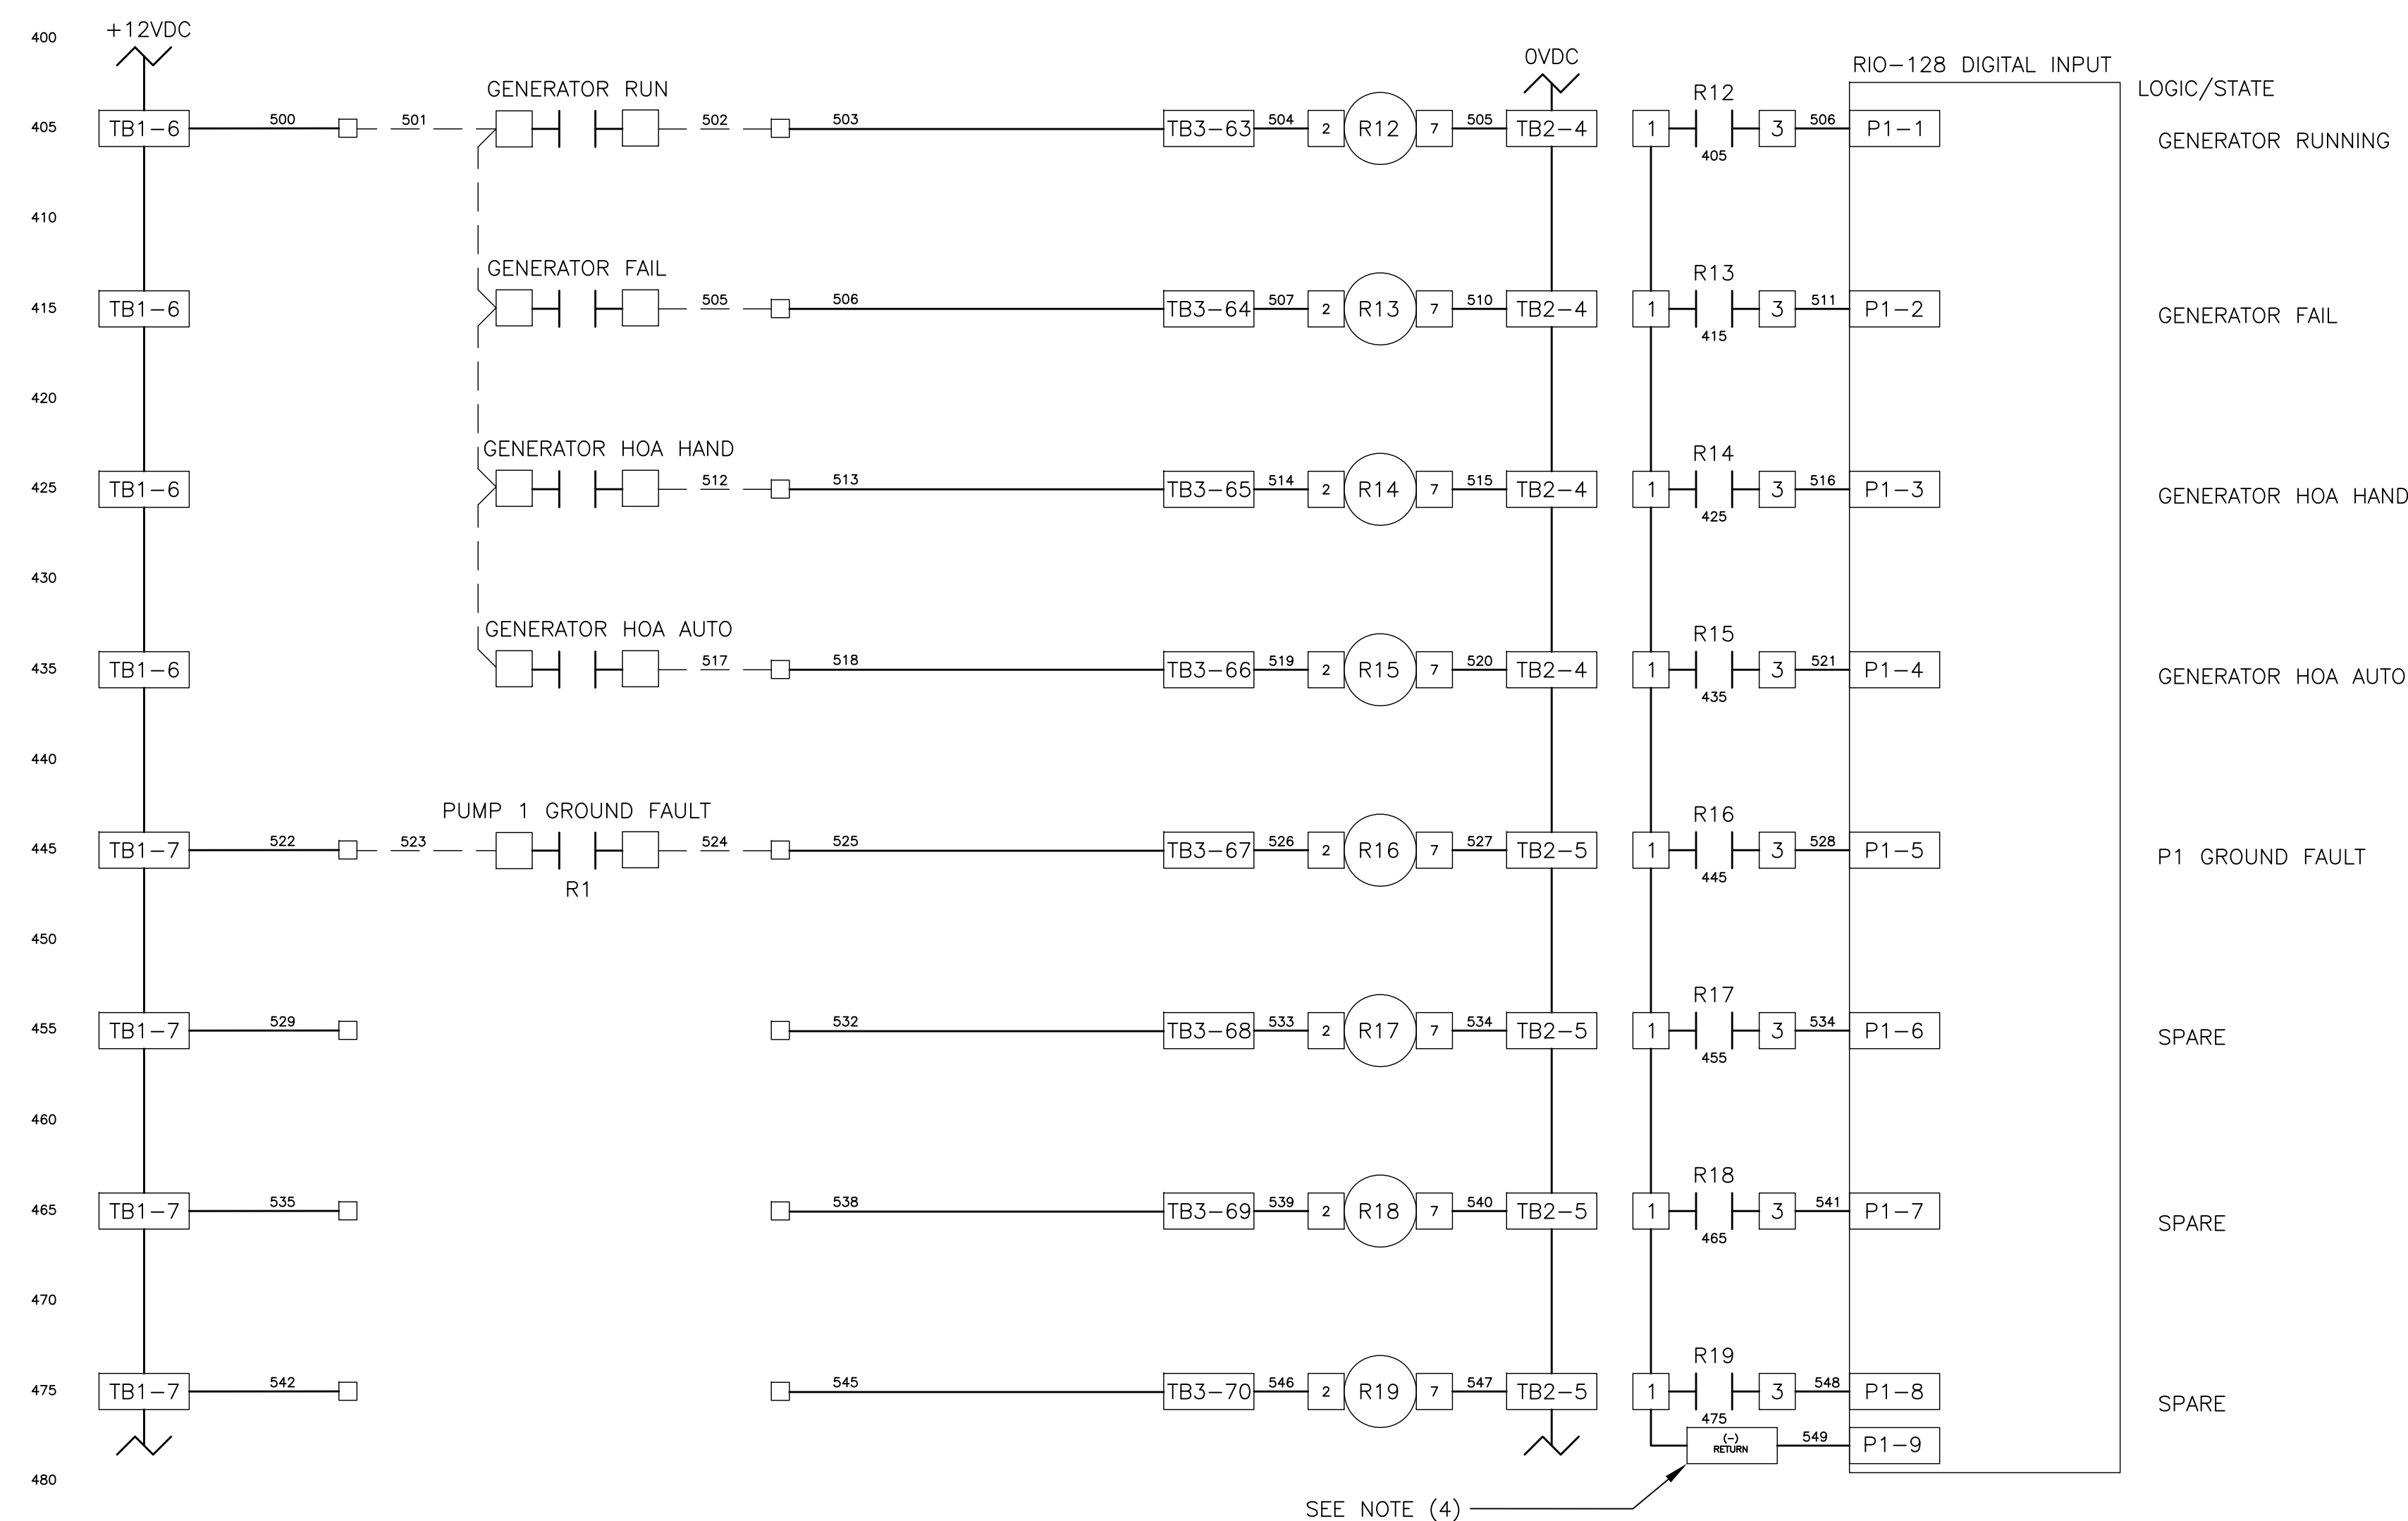 400 +12VDC
0VDC
RIO-128 DIGITAL INPUT
GENERATOR RUN R12 LOGIC/STATE
405 TB1-6 500 501 502 503 TB3-63 504 2 R12 7 505 TB2-4 1 3 506 P1-1 GENERATOR RUNNING
405
410
GENERATOR FAIL R13
415 TB1-6 505 506 TB3-64 507 2 R13 7 510 TB2-4 1 3 511 P1-2 GENERATOR FAIL
415
420
GENERATOR HOA HAND R14
425 TB1-6 512 513 TB3-65 514 2 R14 7 515 TB2-4 1 3 516 P1-3 GENERATOR HOA HAND
425
430
GENERATOR HOA AUTO R15
435 TB1-6 517 518 TB3-66 519 2 R15 7 520 TB2-4 1 3 521 P1-4 GENERATOR HOA AUTO
435
440
PUMP 1 GROUND FAULT R16
445 TB1-7 522 523 524 525 TB3-67 526 2 R16 7 527 TB2-5 1 3 528 P1-5 P1 GROUND FAULT
R1 445
450
R17
455 TB1-7 529 532 TB3-68 533 2 R17 7 534 TB2-5 1 3 534 P1-6 SPARE
455
460
R18
465 TB1-7 535 538 TB3-69 539 2 R18 7 540 TB2-5 1 3 541 P1-7 SPARE
465
470
R19
475 TB1-7 542 545 TB3-70 546 2 R19 7 547 TB2-5 1 3 548 P1-8 SPARE
475
(-) RETURN 549 P1-9
480
SEE NOTE (4)